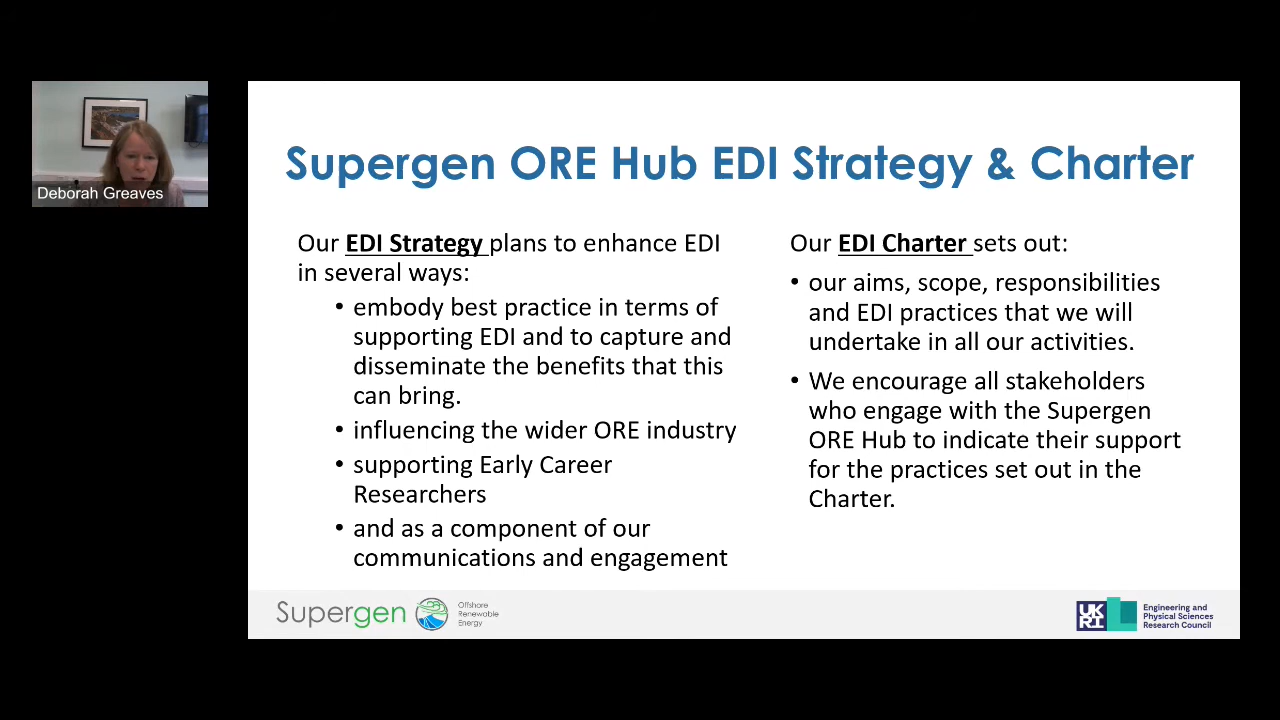 Deborah Greaves
Supergen ORE Hub EDI Strategy & Charter
Our EDI Strategy plans to enhance EDI
in several ways:
• embody best practice in terms of
supporting EDI and to capture and
disseminate the benefits that this
can bring.
• influencing the wider ORE industry
• supporting Early Career
Researchers
• and as a component of our
communications and engagement
Our EDI Charter sets out:
• our aims, scope, responsibilities
and EDI practices that we will
undertake in all our activities.
• We encourage all stakeholders
who engage with the Supergen
ORE Hub to indicate their support
for the practices set out in the
Charter.
Supergen
Offshore
Renewable
Energy
UKRI
Engineering and
Physical Sciences
Research Council